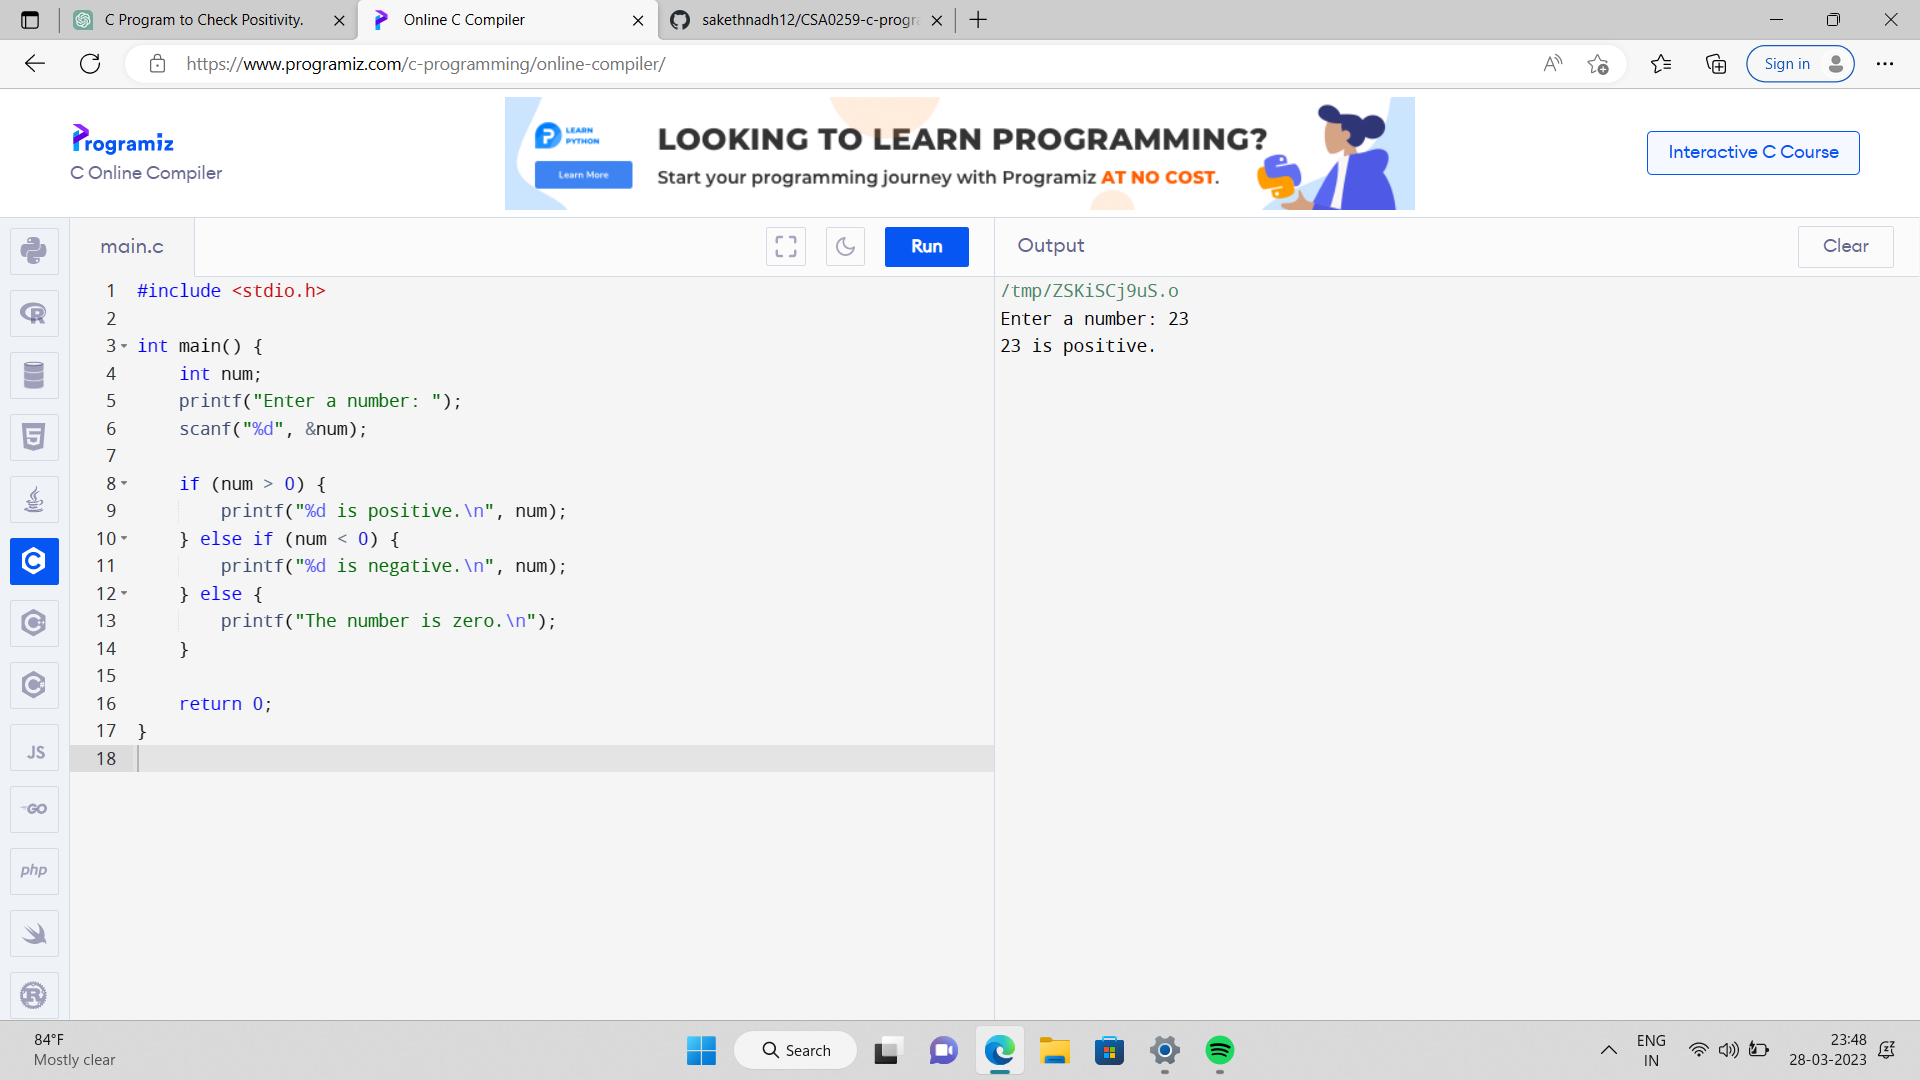 C Program to Check Positivity.
Online C Compiler
sakethnadh12/CSA0259-c-progra
https://www.programiz.com/c-programming/online-compiler/
Sign in
Programiz
C Online Compiler
LEARN
PYTHON
Learn More
LOOKING TO LEARN PROGRAMMING?
Start your programming journey with Programiz AT NO COST.
Interactive C Course
main.c
Run
Output
Clear
1 #include <stdio.h>
2
3 int main() {
4     int num;
5     printf("Enter a number: ");
6     scanf("%d", &num);
7
8     if (num > 0) {
9         printf("%d is positive.\n", num);
10     } else if (num < 0) {
11         printf("%d is negative.\n", num);
12     } else {
13         printf("The number is zero.\n");
14     }
15
16     return 0;
17 }
18
/tmp/ZSKiSCj9uS.o
Enter a number: 23
23 is positive.
JS
GO
php
84°F
Mostly clear
Search
ENG
IN
23:48
28-03-2023